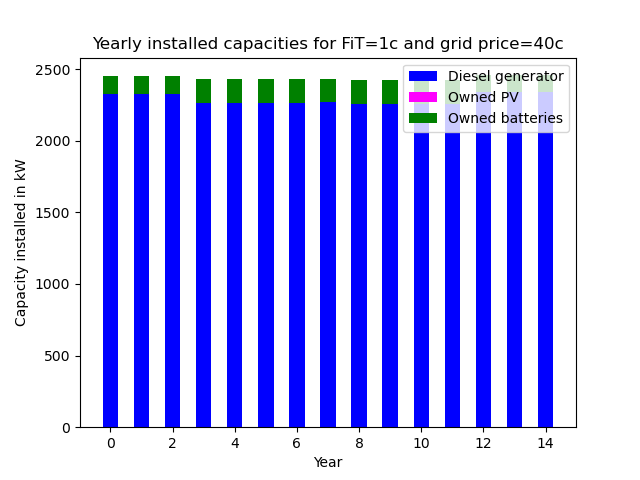 Yearly installed capacities for FiT=1c and grid price=40c
2500
2000
1500
1000
500
0
Capacity installed in kW
Diesel generator
Owned PV
Owned batteries
0 2 4 6 8 10 12 14
Year